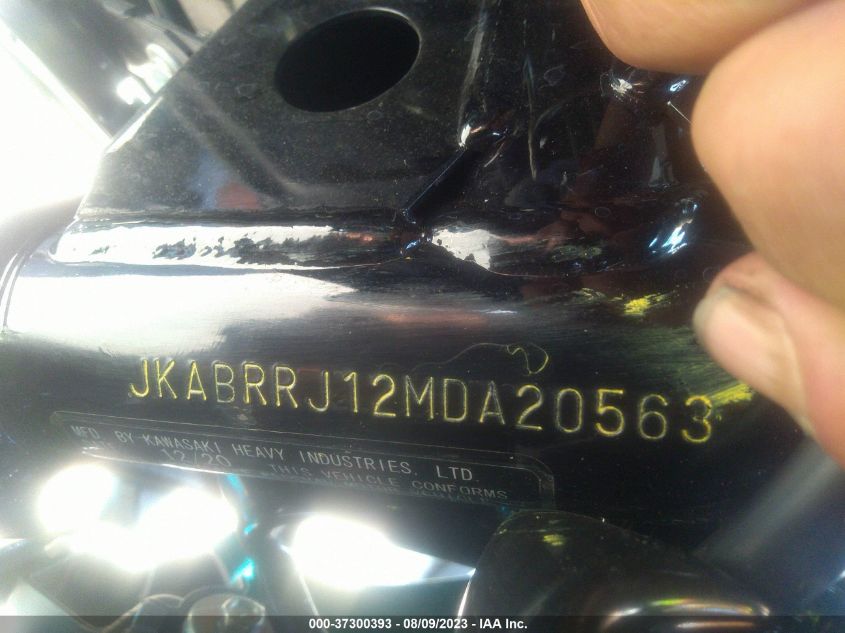 JKABRRJ12MDA20563
MFD. BY KAWASAKI HEAVY INDUSTRIES, LTD.
12/20 THIS VEHICLE CONFORMS
000-37300393 - 08/09/2023 - IAA Inc.